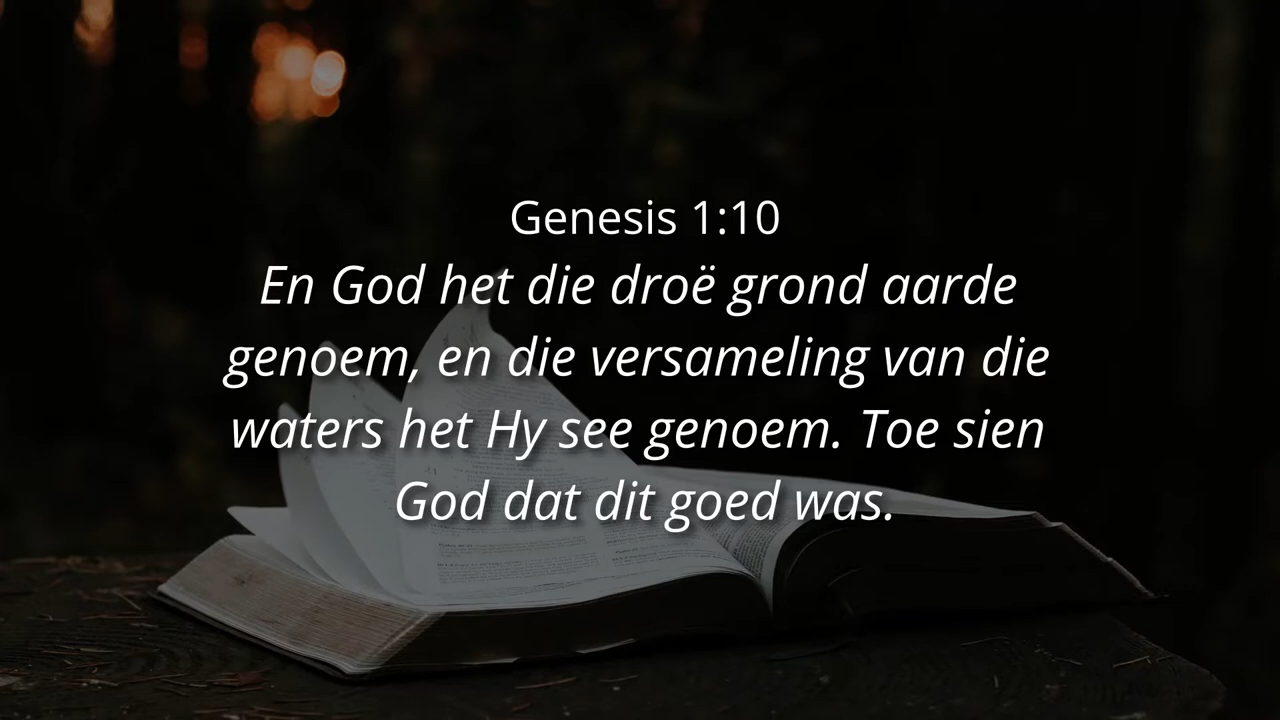 Genesis 1:10
En God het die droë grond aarde
genoem, en die versameling van die
waters het Hy see genoem. Toe sien
God dat dit goed was.